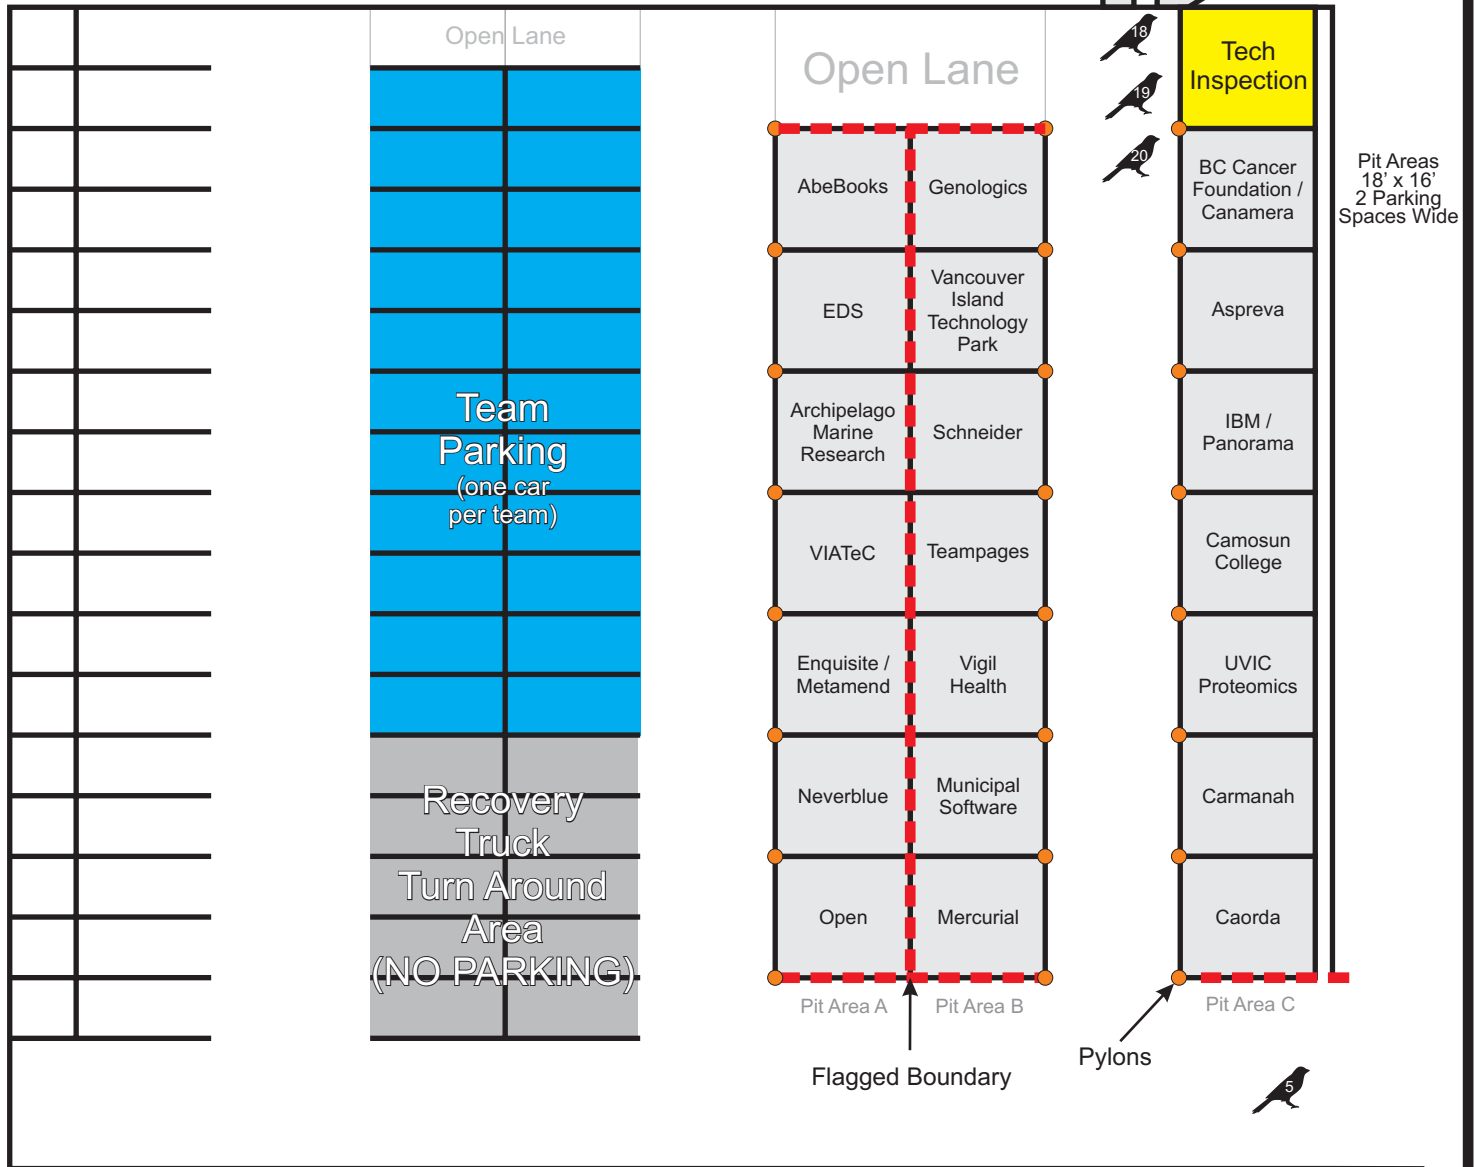 Open Lane
Open Lane
18
19
20
Tech
Inspection
Pit Areas
18’ x 16’
2 Parking
Spaces Wide
AbeBooks
Genologics
BC Cancer
Foundation /
Canamera
EDS
Vancouver
Island
Technology
Park
Aspreva
Team
Parking
(one car
per team)
Archipelago
Marine
Research
Schneider
IBM /
Panorama
VIATeC
Teampages
Camosun
College
Enquisite /
Metamend
Vigil
Health
UVIC
Proteomics
Recovery
Truck
Turn Around
Area
(NO PARKING)
Neverblue
Municipal
Software
Carmanah
Open
Mercurial
Caorda
Pit Area A
Pit Area B
Pit Area C
Flagged Boundary
Pylons
5